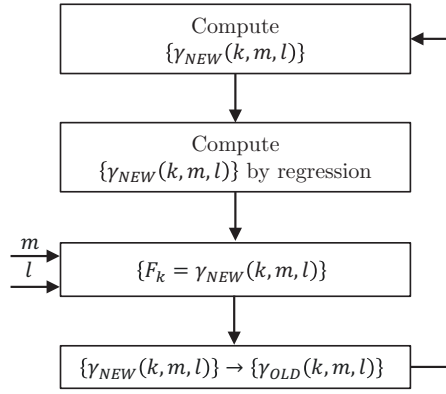 Compute
{γ_NEW(k, m, l)}
Compute
{γ_NEW(k, m, l)} by regression
m
l
{F_k = γ_NEW(k, m, l)}
{γ_NEW(k, m, l)} → {γ_OLD(k, m, l)}